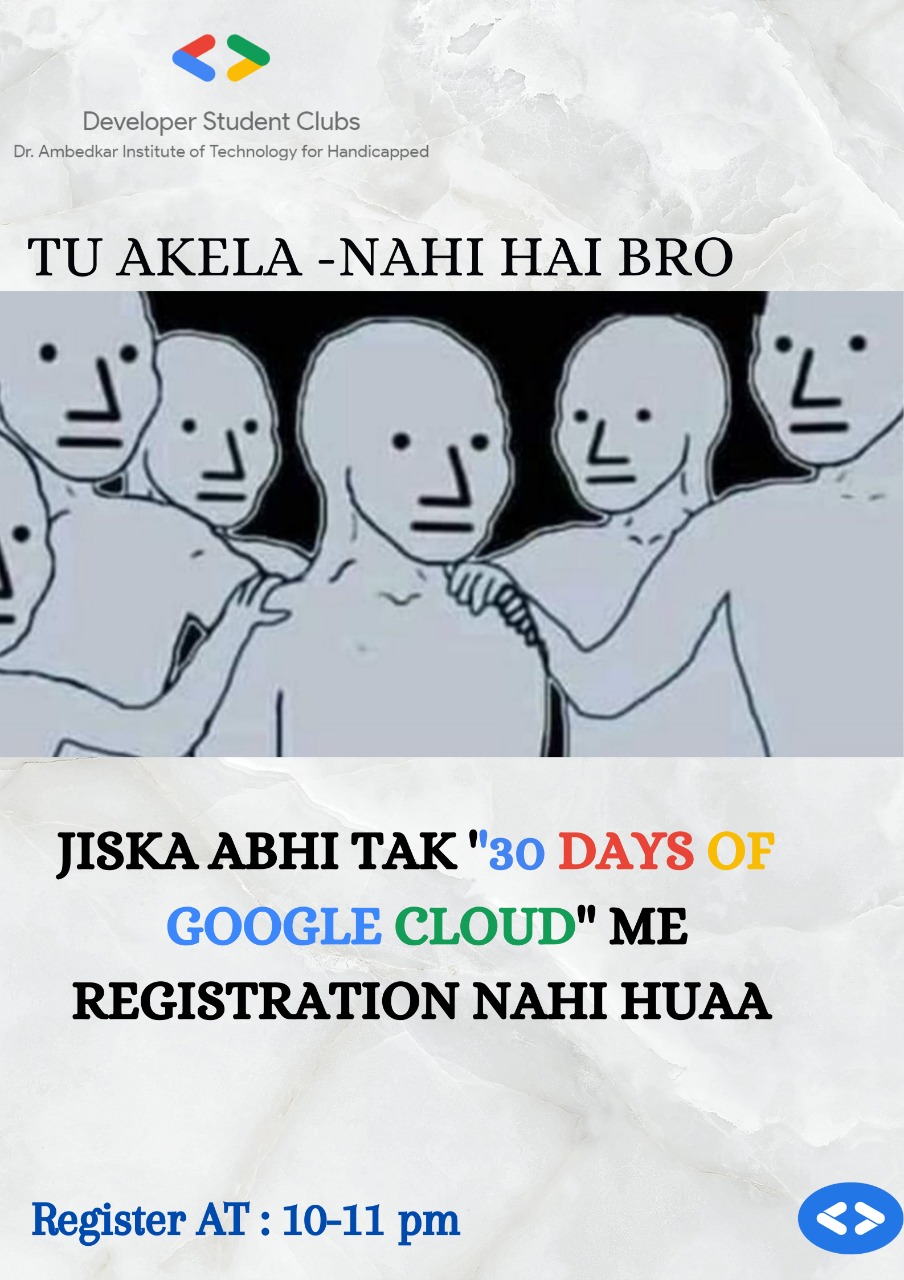 Developer Student Clubs
Dr. Ambedkar Institute of Technology for Handicapped
TU AKELA -NAHI HAI BRO
JISKA ABHI TAK "'30 DAYS OF
GOOGLE CLOUD" ME
REGISTRATION NAHI HUAA
Register AT : 10-11 pm